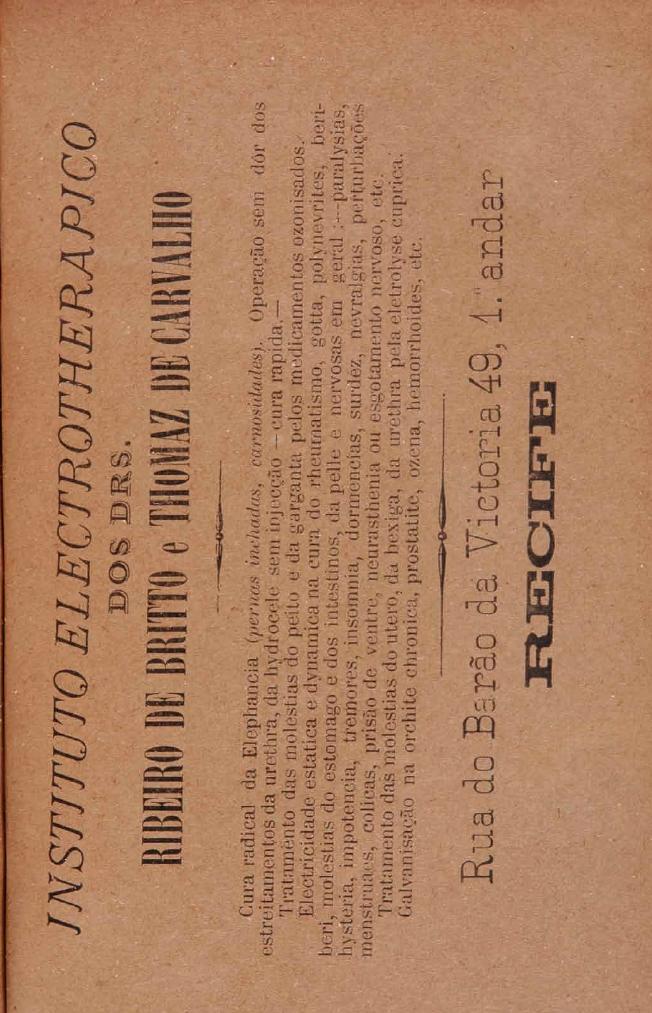 INSTITUTO ELECTROTHERAPICO
DOS DRS.
RIBEIRO DE BRITTO e THOMAZ DE CARVALHO
Cura radical da Elephancia (pernas inchadas, carnosidades). Operação sem dôr dos
estreitamentos da urethra, da hydrocele sem injecção — cura rapida.—
Tratamento das molestias do peito e da garganta pelos medicamentos ozonisados.
Electricidade estatica e dynamica na cura do rheumatismo, gotta, polynevrites, beri-
beri, molestias do estomago e dos intestinos, da pelle e nervosas em geral :—paralysias,
hysteria, impotencia, tremores, insomnia, dormencias, surdez, nevralgias, perturbações
menstruaes, colicas, prisão de ventre, neurasthenia ou esgotamento nervoso, etc.
Tratamento das molestias do utero, da bexiga, da urethra pela eletrolyse cuprica.
Galvanisação na orchite chronica, prostatite, ozena, hemorrhoides, etc.
Rua do Barão da Victoria 49, 1.º andar
RECIFE